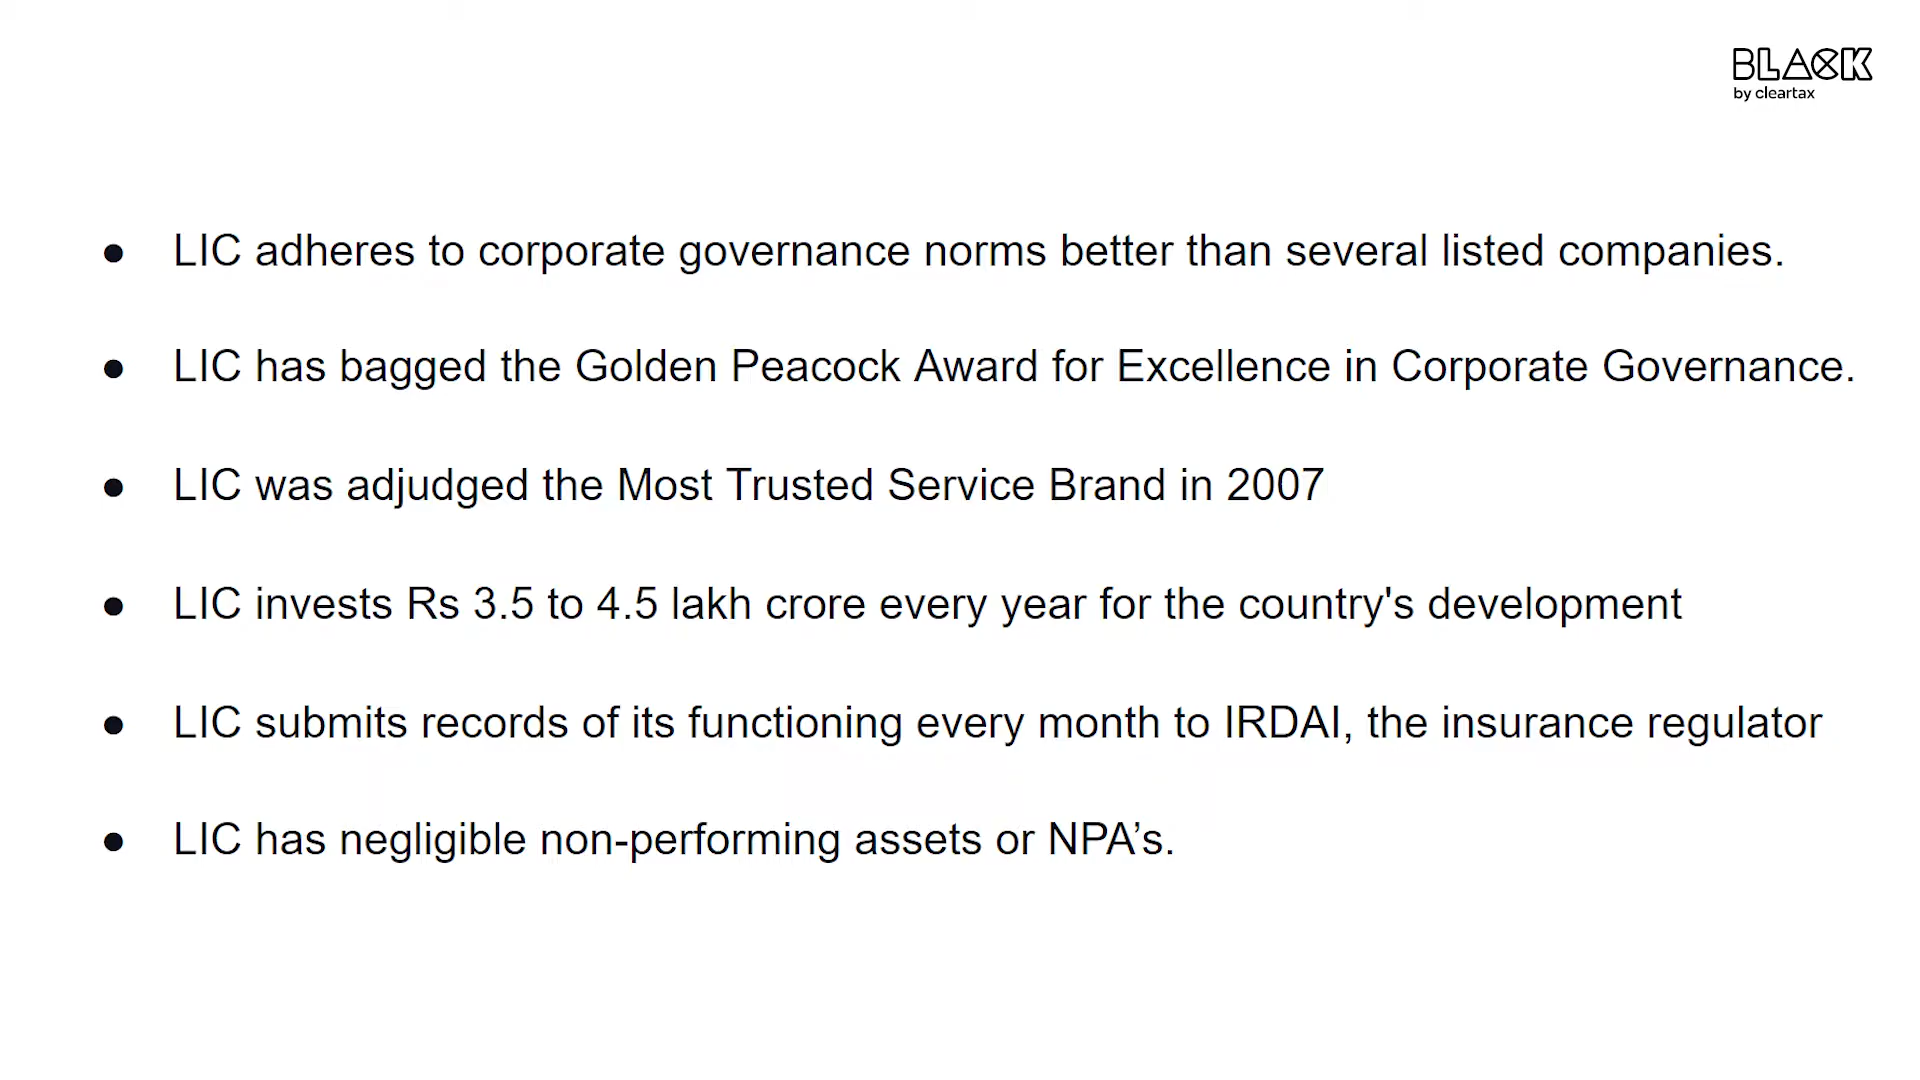 BLACK
by cleartax
● LIC adheres to corporate governance norms better than several listed companies.
● LIC has bagged the Golden Peacock Award for Excellence in Corporate Governance.
● LIC was adjudged the Most Trusted Service Brand in 2007
● LIC invests Rs 3.5 to 4.5 lakh crore every year for the country's development
● LIC submits records of its functioning every month to IRDAI, the insurance regulator
● LIC has negligible non-performing assets or NPA’s.